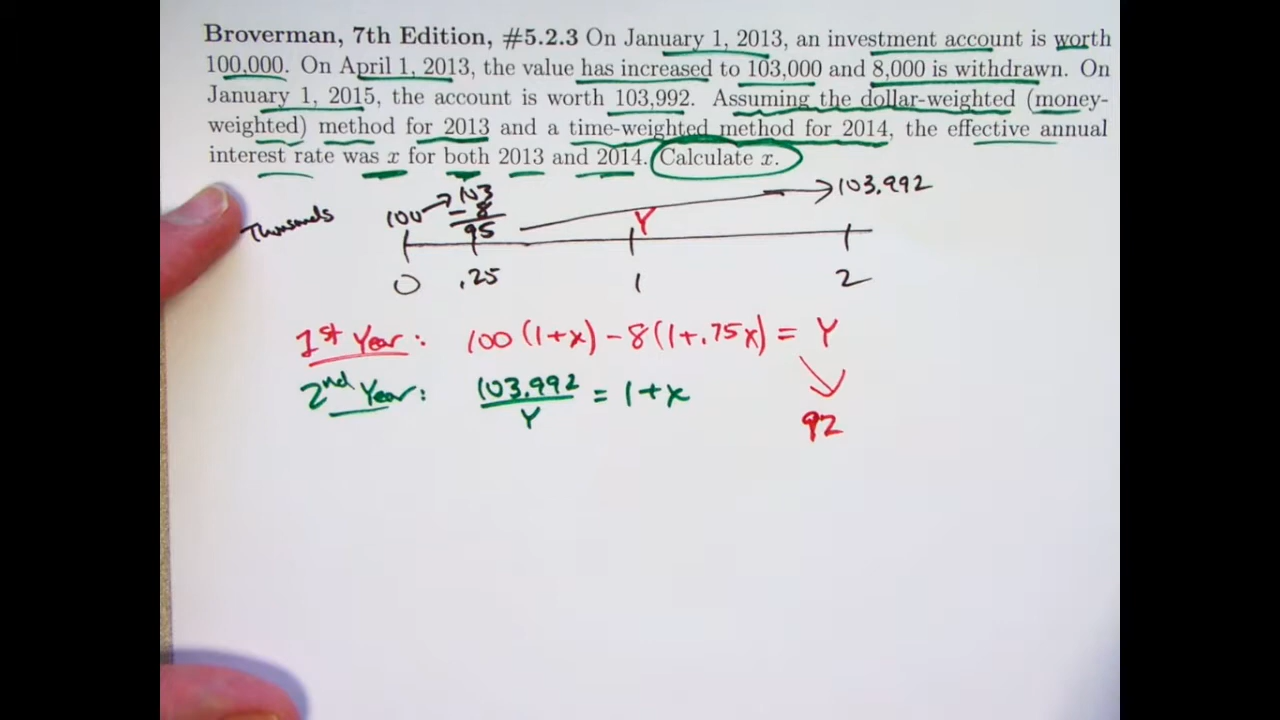 Broverman, 7th Edition, #5.2.3 On January 1, 2013, an investment account is worth
100,000. On April 1, 2013, the value has increased to 103,000 and 8,000 is withdrawn. On
January 1, 2015, the account is worth 103,992. Assuming the dollar-weighted (money-
weighted) method for 2013 and a time-weighted method for 2014, the effective annual
interest rate was x for both 2013 and 2014. Calculate x.
Thousands 100 → 103 Y → 103.992
- 8
95
0 .25 1 2
1st Year: 100(1+x) - 8(1+.75x) = Y
2nd Year: 103.992/Y = 1+x
92